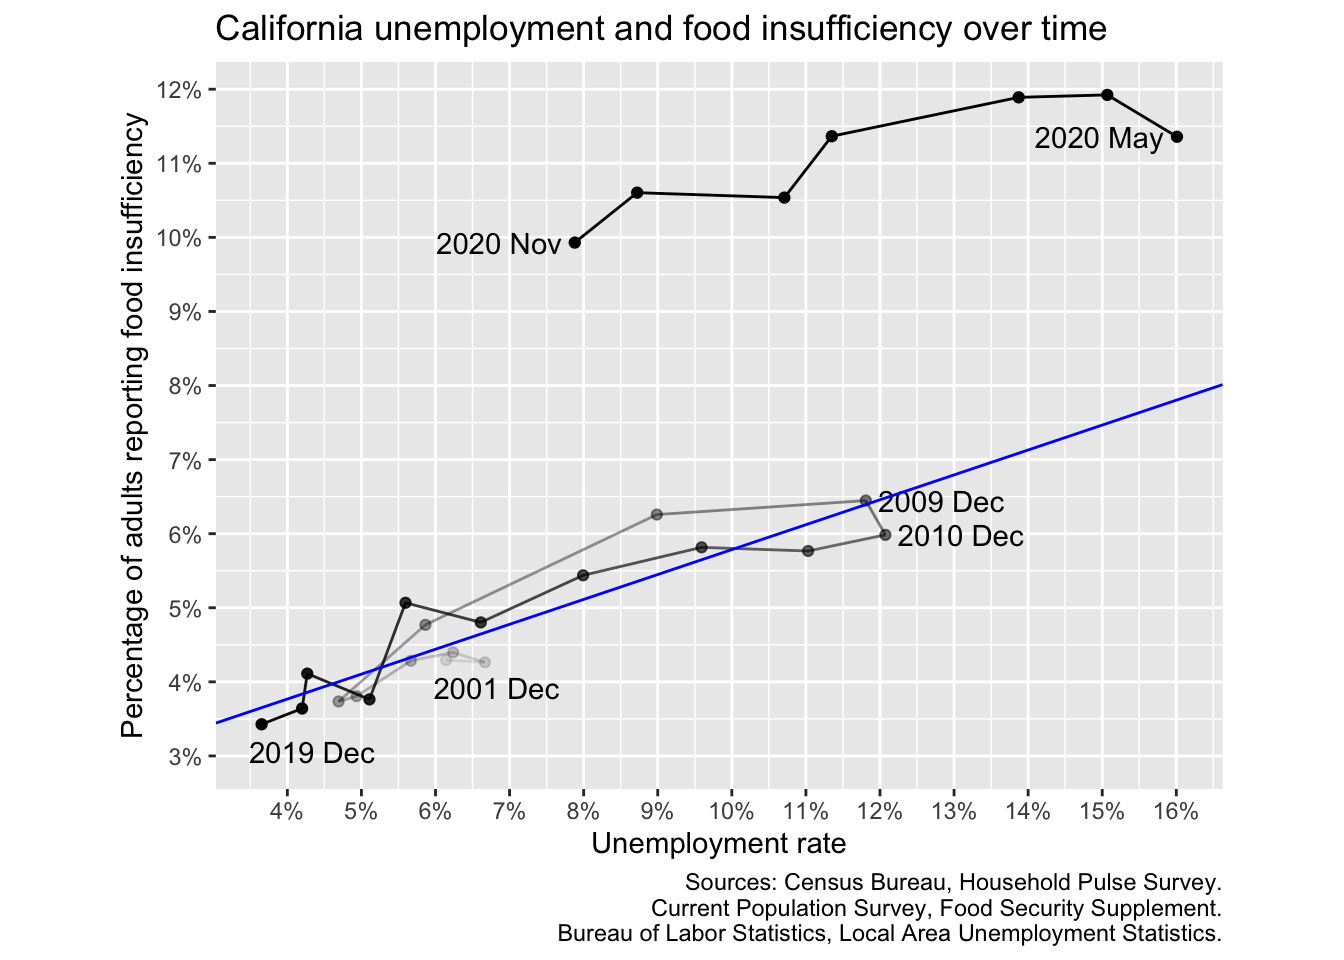 California unemployment and food insufficiency over time
Percentage of adults reporting food insufficiency
12%
11%
10%
9%
8%
7%
6%
5%
4%
3%
2020 May
2020 Nov
2009 Dec
2010 Dec
2001 Dec
2019 Dec
4% 5% 6% 7% 8% 9% 10% 11% 12% 13% 14% 15% 16%
Unemployment rate
Sources: Census Bureau, Household Pulse Survey.
Current Population Survey, Food Security Supplement.
Bureau of Labor Statistics, Local Area Unemployment Statistics.